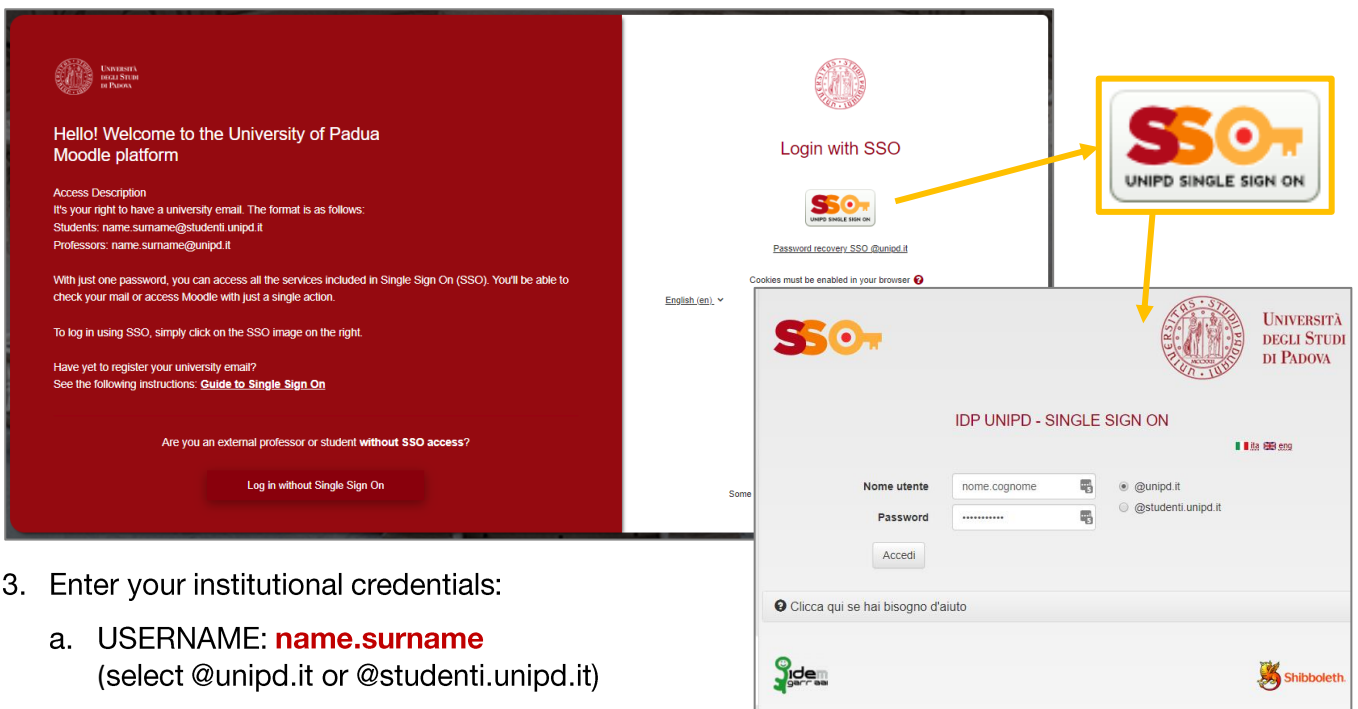 UNIVERSITÀ
DEGLI STUDI
DI PADOVA
Hello! Welcome to the University of Padua
Moodle platform
Access Description
It's your right to have a university email. The format is as follows:
Students: name.surname@studenti.unipd.it
Professors: name.surname@unipd.it
With just one password, you can access all the services included in Single Sign On (SSO). You'll be able to
check your mail or access Moodle with just a single action.
To log in using SSO, simply click on the SSO image on the right.
Have yet to register your university email?
See the following instructions: Guide to Single Sign On
Are you an external professor or student without SSO access?
Log in without Single Sign On
Login with SSO
SSO
UNIPD SINGLE SIGN ON
Password recovery SSO @unipd.it
Cookies must be enabled in your browser
English (en)
Some
SSO
UNIPD SINGLE SIGN ON
SSO
UNIVERSITÀ
DEGLI STUDI
DI PADOVA
IDP UNIPD - SINGLE SIGN ON
ita eng
Nome utente nome.cognome @unipd.it
@studenti.unipd.it
Password ···········
Accedi
Clicca qui se hai bisogno d'aiuto
idem
garr aai
Shibboleth.
3. Enter your institutional credentials:
a. USERNAME: name.surname
(select @unipd.it or @studenti.unipd.it)